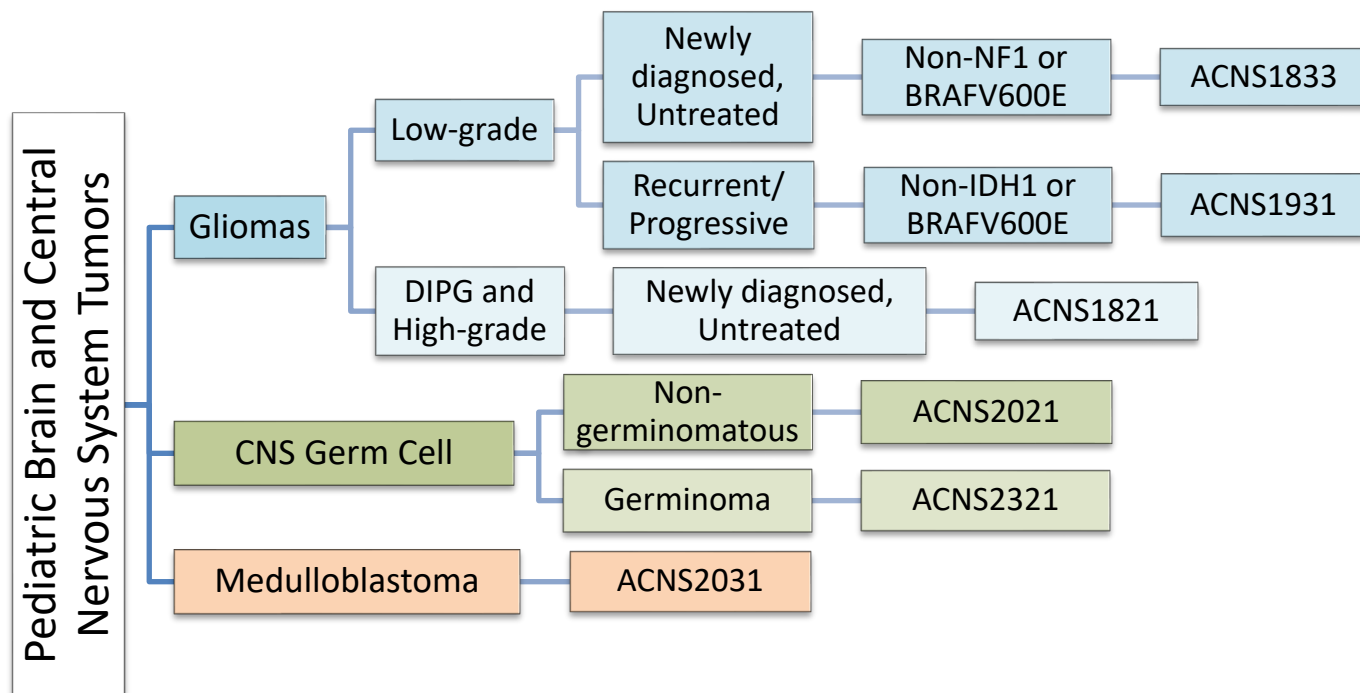 Pediatric Brain and Central
Nervous System Tumors
Gliomas
Low-grade
Newly
diagnosed,
Untreated
Non-NF1 or
BRAFV600E
ACNS1833
Recurrent/
Progressive
Non-IDH1 or
BRAFV600E
ACNS1931
DIPG and
High-grade
Newly diagnosed,
Untreated
ACNS1821
CNS Germ Cell
Non-
germinomatous
ACNS2021
Germinoma
ACNS2321
Medulloblastoma
ACNS2031